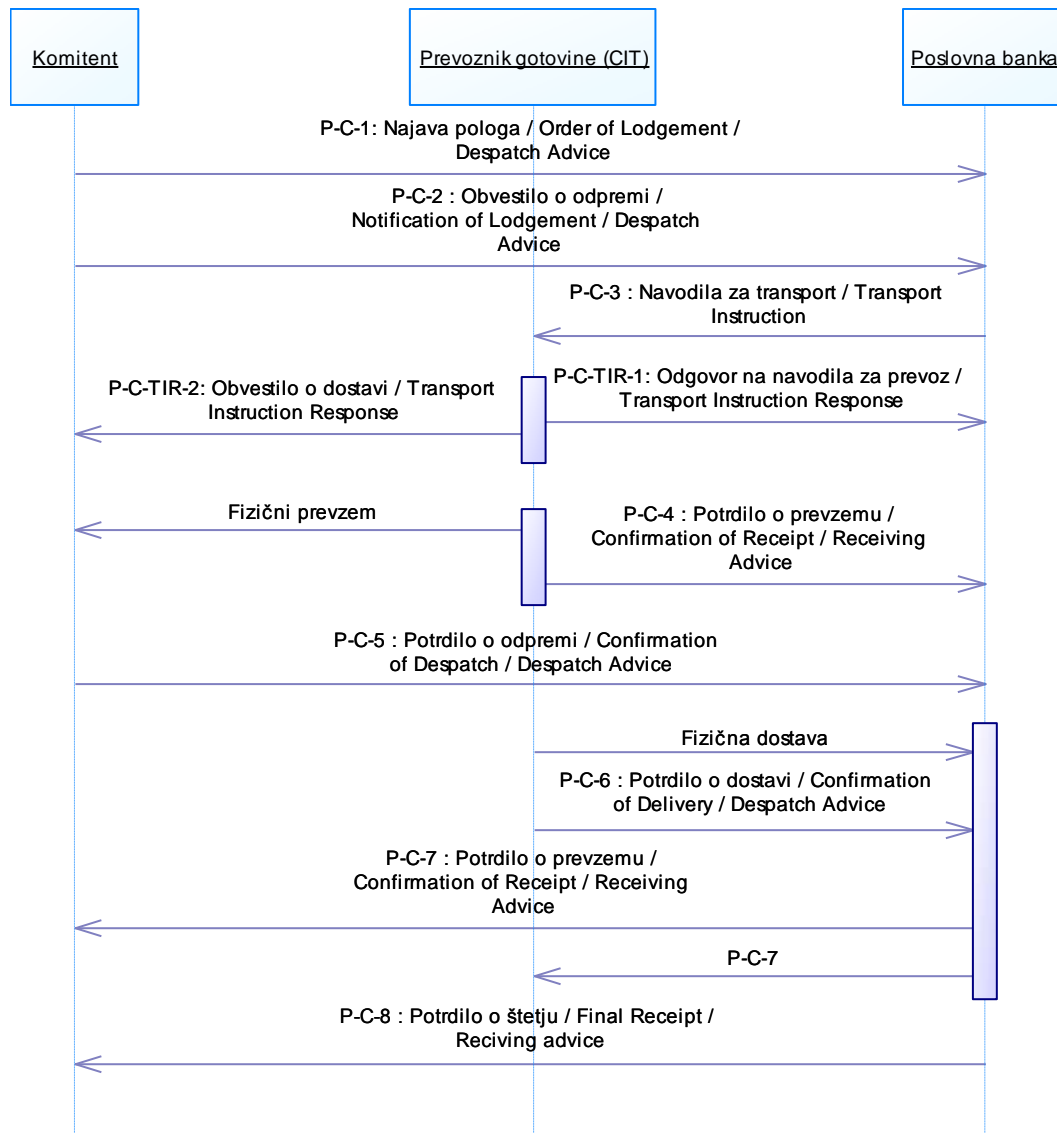 Komitent
Prevoznik gotovine (CIT)
Poslovna banka
P-C-1: Najava pologa / Order of Lodgement /
Despatch Advice
P-C-2 : Obvestilo o odpremi /
Notification of Lodgement / Despatch
Advice
P-C-3 : Navodila za transport / Transport
Instruction
P-C-TIR-2: Obvestilo o dostavi / Transport
Instruction Response
P-C-TIR-1: Odgovor na navodila za prevoz /
Transport Instruction Response
Fizični prevzem
P-C-4 : Potrdilo o prevzemu /
Confirmation of Receipt / Receiving
Advice
P-C-5 : Potrdilo o odpremi / Confirmation
of Despatch / Despatch Advice
Fizična dostava
P-C-6 : Potrdilo o dostavi / Confirmation
of Delivery / Despatch Advice
P-C-7 : Potrdilo o prevzemu /
Confirmation of Receipt / Receiving
Advice
P-C-7
P-C-8 : Potrdilo o štetju / Final Receipt /
Reciving advice